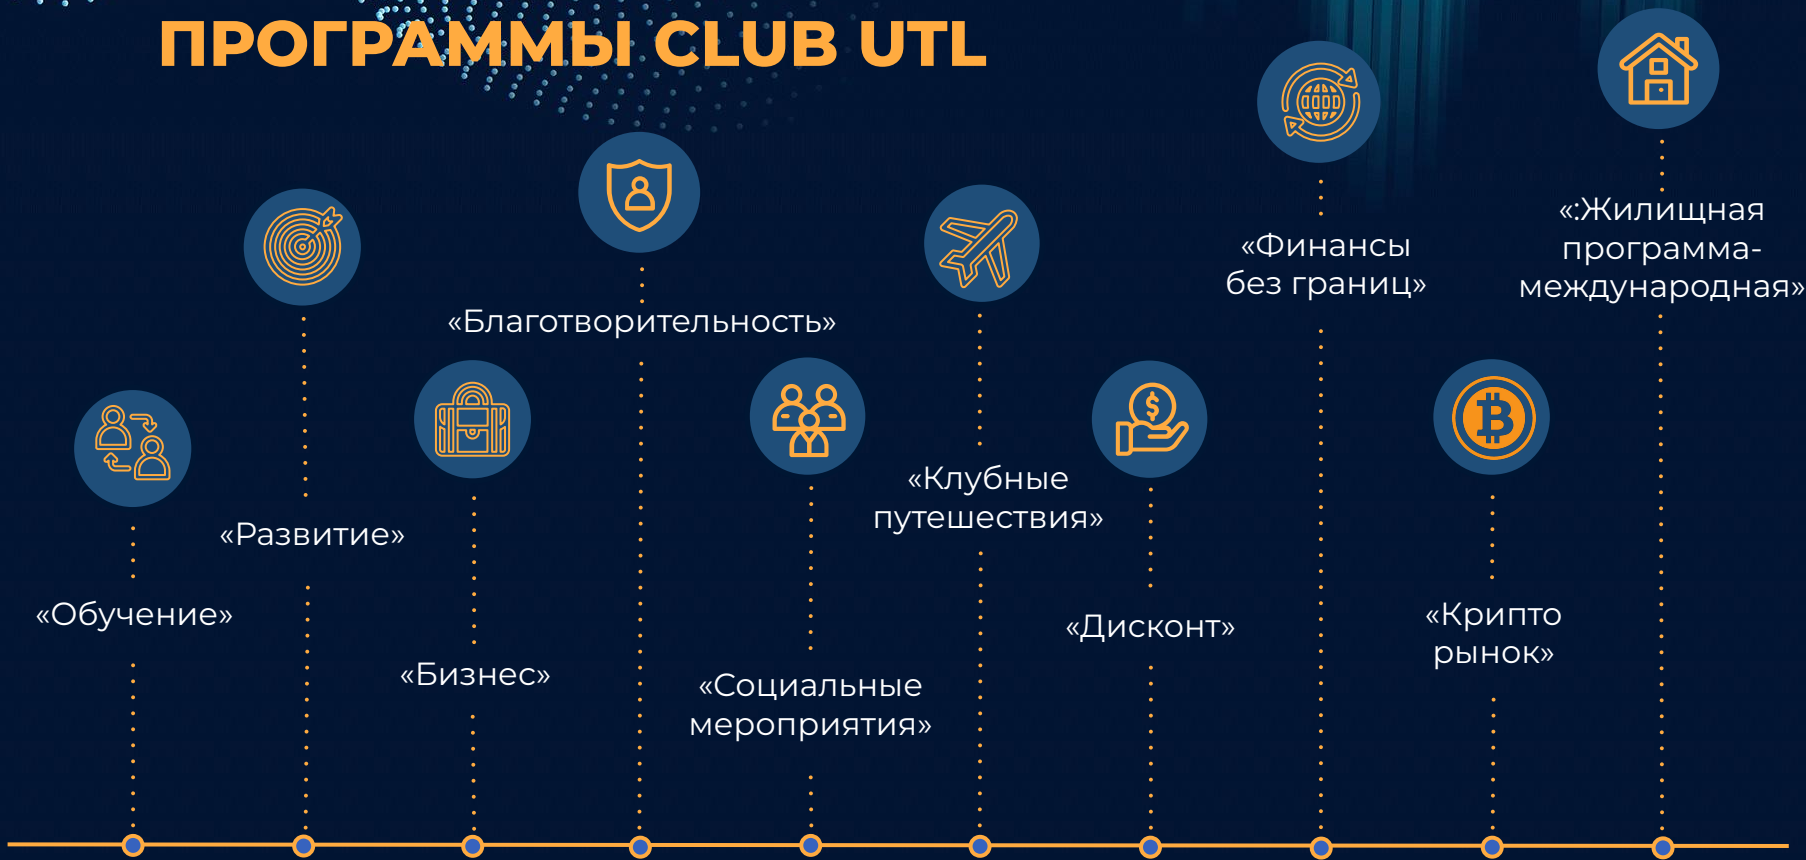 ПРОГРАММЫ CLUB UTL
«Обучение»
«Развитие»
«Бизнес»
«Благотворительность»
«Социальные
мероприятия»
«Клубные
путешествия»
«Дисконт»
«Финансы
без границ»
«Крипто
рынок»
«:Жилищная
программа-
международная»